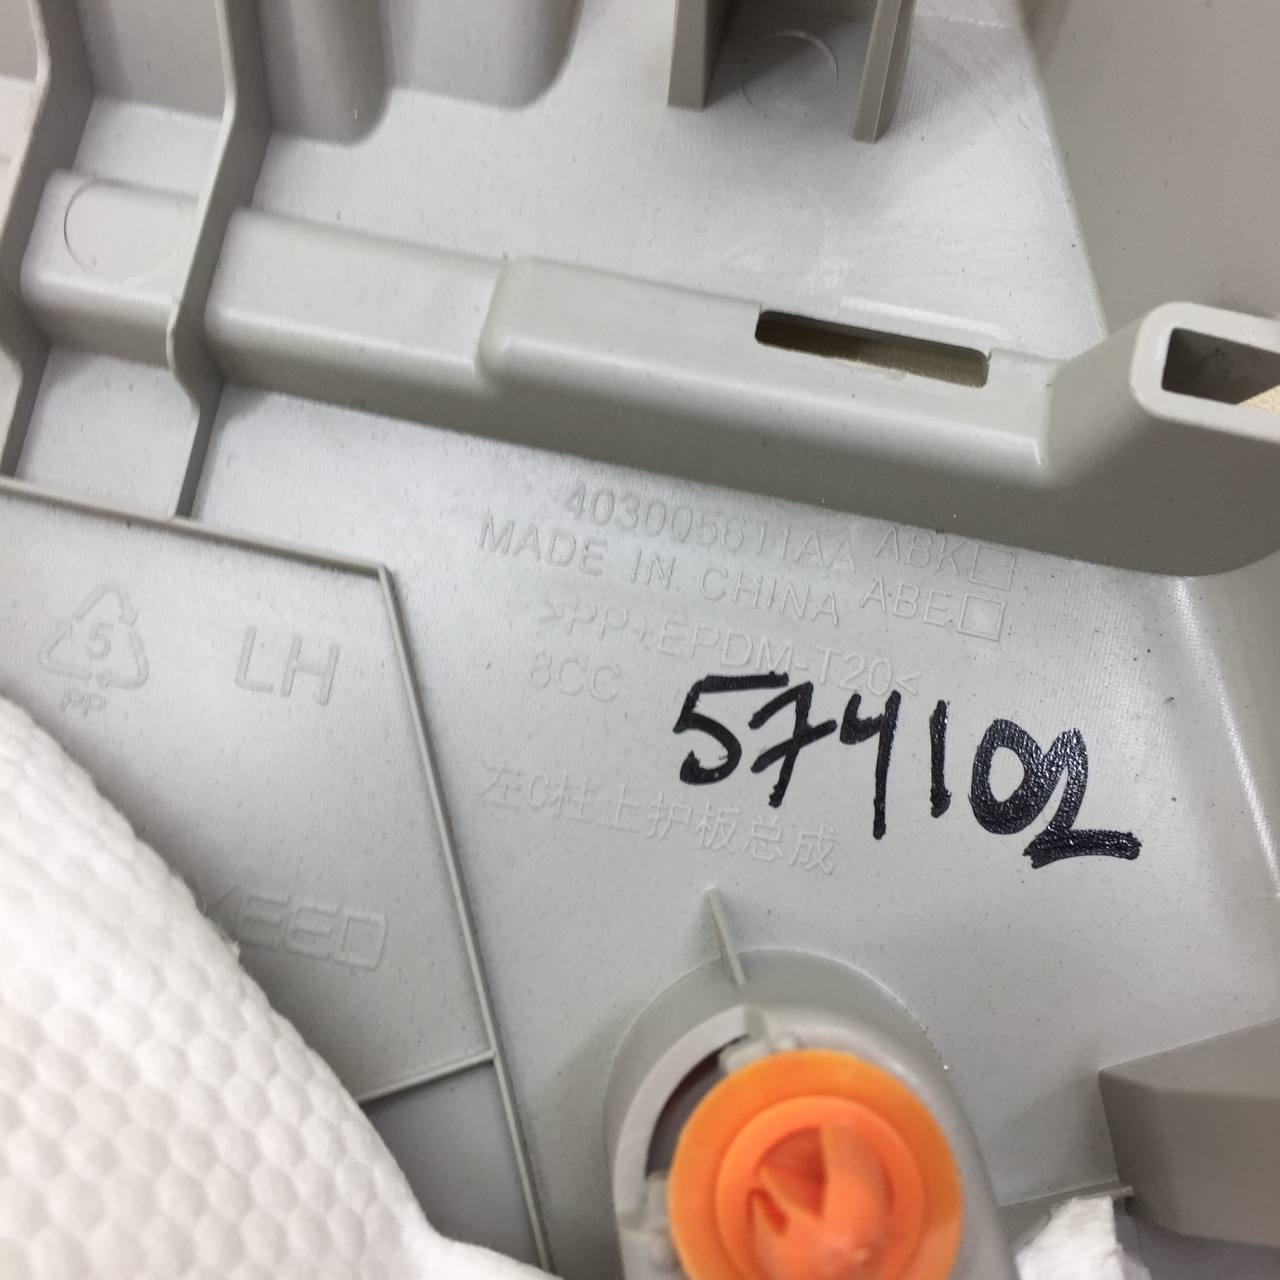 403005611AA ABK□
MADE IN CHINA ABE□
>PP+EPDM-T20<
8CC
5
PP
LH
574102
左C柱上护板总成
XEED